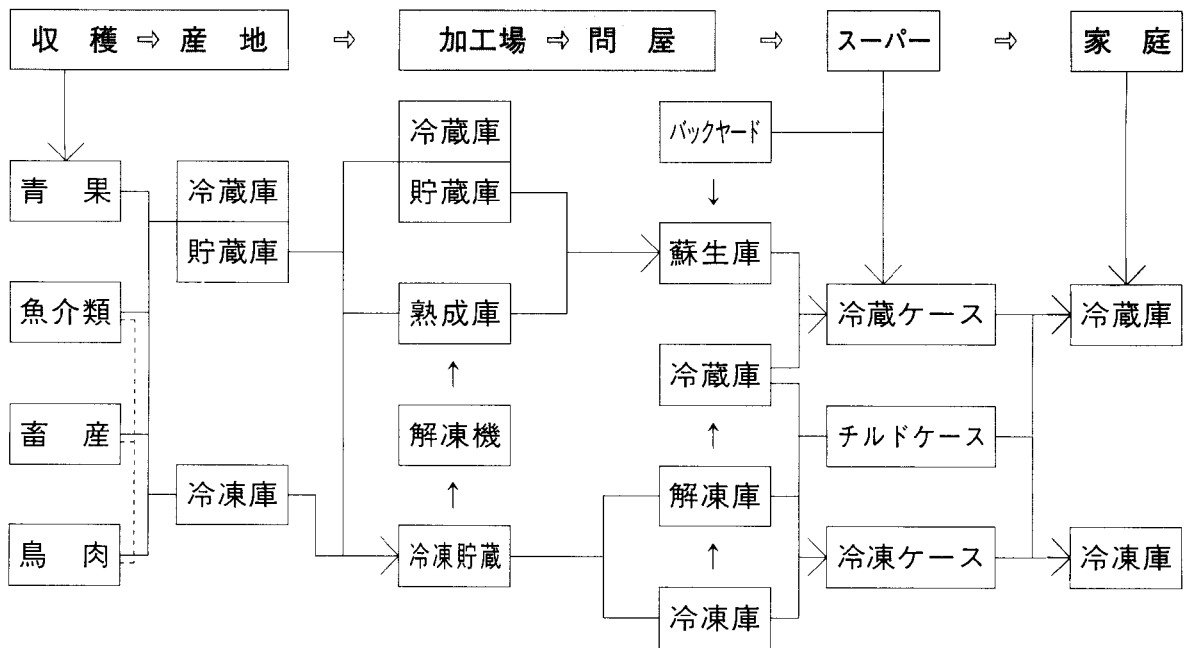 収穫 ⇨ 産地 ⇨ 加工場 ⇨ 問屋 ⇨ スーパー ⇨ 家庭
青果
魚介類
畜産
鳥肉
冷蔵庫
貯蔵庫
冷凍庫
冷蔵庫
貯蔵庫
熟成庫
↑
解凍機
↑
冷凍貯蔵
バックヤード
↓
蘇生庫
冷蔵庫
↑
解凍庫
↑
冷凍庫
冷蔵ケース
チルドケース
冷凍ケース
冷蔵庫
冷凍庫